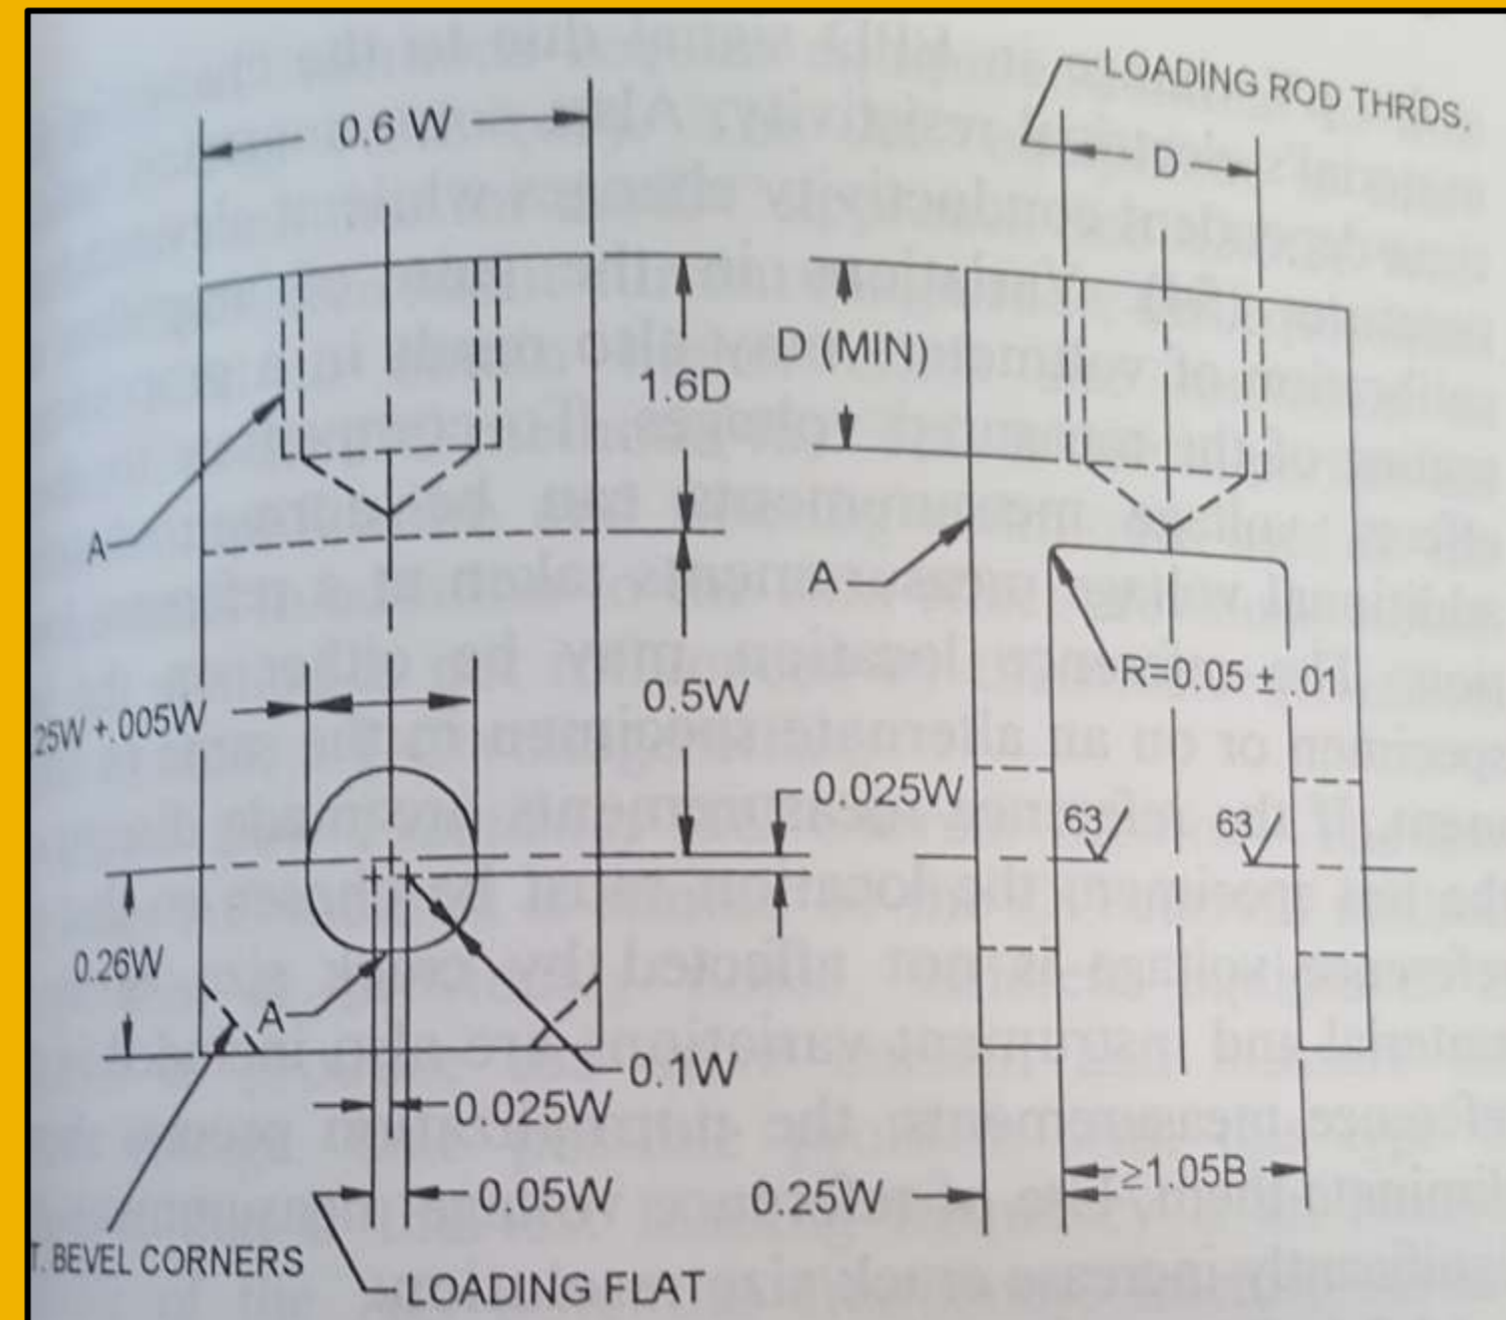 LOADING ROD THRDS.
0.6 W
D
D (MIN)
1.6D
A
A
R=0.05 ± .01
0.5W
25W +.005W
0.025W
63
63
0.26W
A
0.1W
0.025W
≥1.05B
0.05W
0.25W
T. BEVEL CORNERS
LOADING FLAT